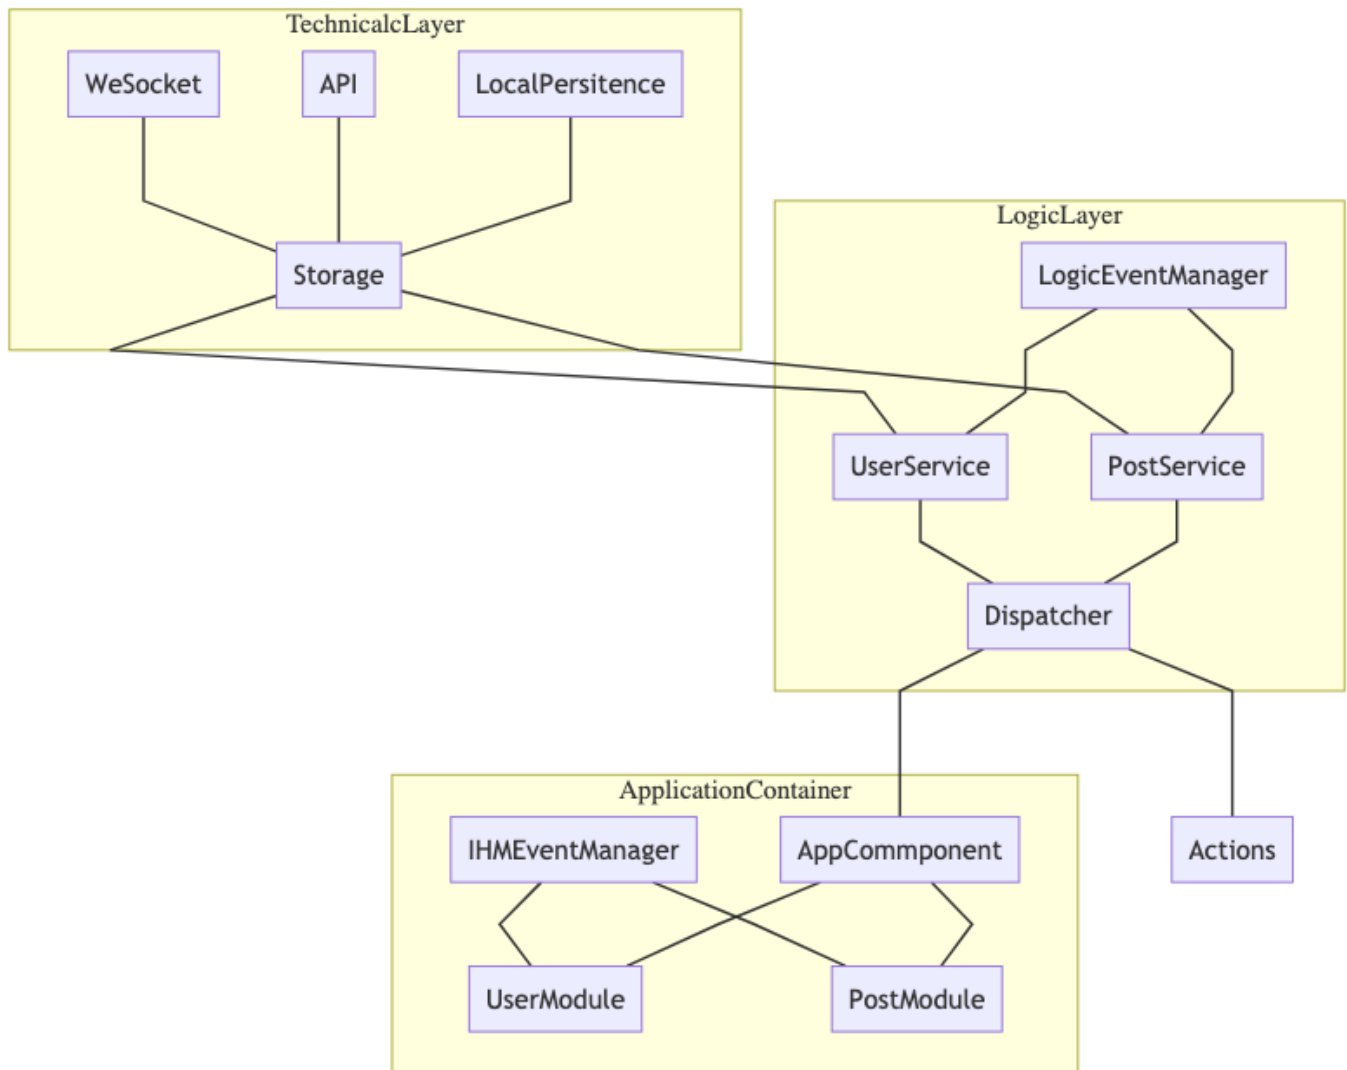 TechnicalcLayer
WeSocket
API
LocalPersitence
Storage
LogicLayer
LogicEventManager
UserService
PostService
Dispatcher
ApplicationContainer
IHMEventManager
AppCommponent
Actions
UserModule
PostModule